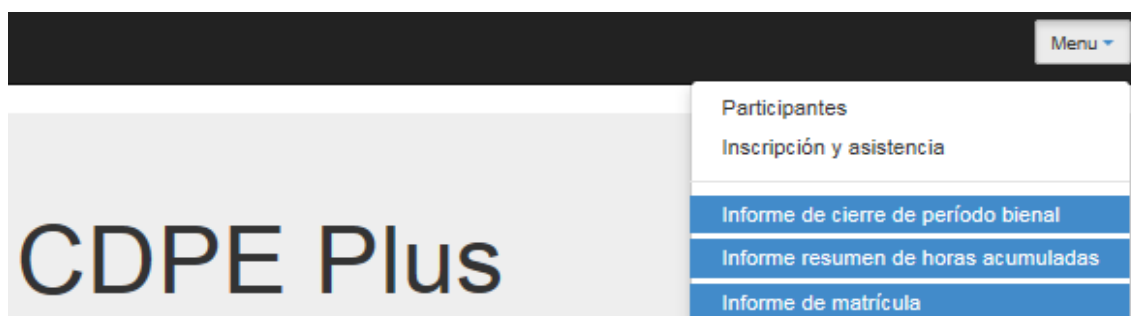 Menu
Participantes
Inscripción y asistencia
CDPE Plus
Informe de cierre de período bienal
Informe resumen de horas acumuladas
Informe de matrícula